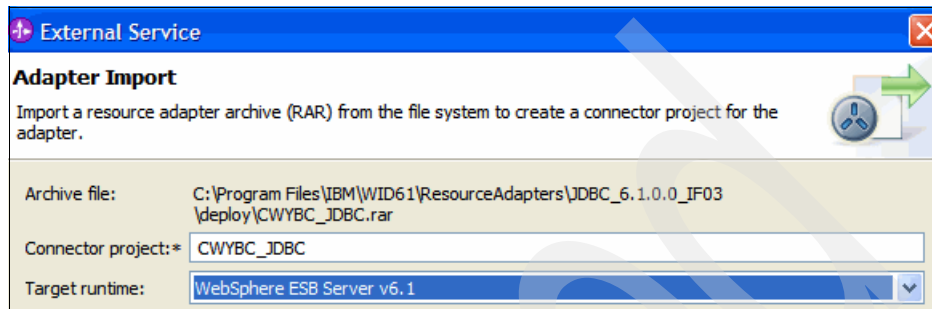 External Service
Adapter Import
Import a resource adapter archive (RAR) from the file system to create a connector project for the
adapter.
Archive file: C:\Program Files\IBM\WID61\ResourceAdapters\JDBC_6.1.0.0_IF03
\deploy\CWYBC_JDBC.rar
Connector project:* CWYBC_JDBC
Target runtime: WebSphere ESB Server v6.1